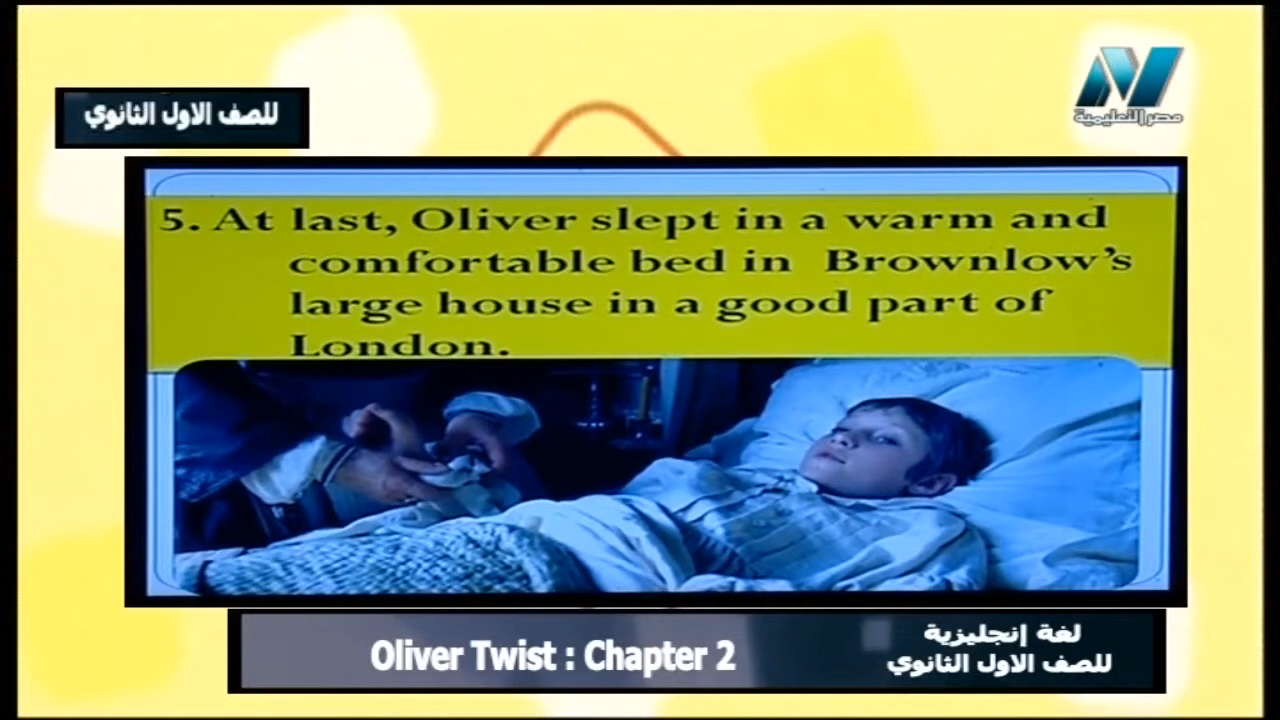 مصر التعليمية
للصف الاول الثانوي
5. At last, Oliver slept in a warm and
comfortable bed in Brownlow's
large house in a good part of
London.
Oliver Twist : Chapter 2
لغة إنجليزية
للصف الاول الثانوي